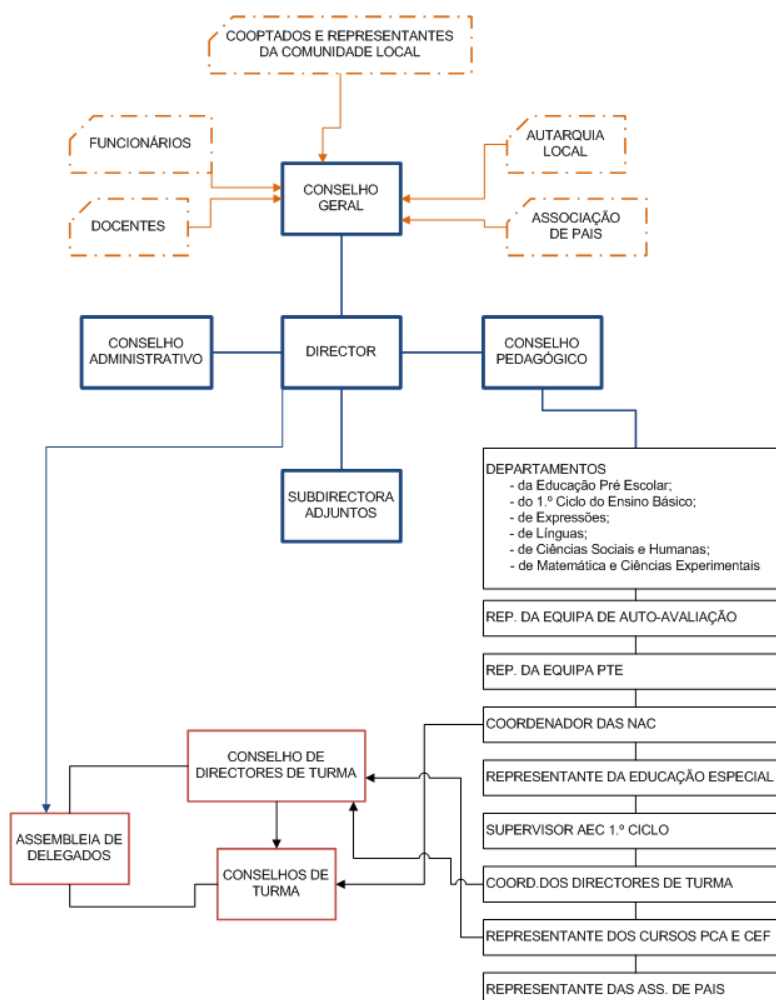 COOPTADOS E REPRESENTANTES
DA COMUNIDADE LOCAL
FUNCIONÁRIOS
AUTARQUIA
LOCAL
CONSELHO
GERAL
DOCENTES
ASSOCIAÇÃO
DE PAIS
CONSELHO
ADMINISTRATIVO
DIRECTOR
CONSELHO
PEDAGÓGICO
SUBDIRECTORA
ADJUNTOS
DEPARTAMENTOS
- da Educação Pré Escolar;
- do 1.º Ciclo do Ensino Básico;
- de Expressões;
- de Línguas;
- de Ciências Sociais e Humanas;
- de Matemática e Ciências Experimentais
REP. DA EQUIPA DE AUTO-AVALIAÇÃO
REP. DA EQUIPA PTE
COORDENADOR DAS NAC
CONSELHO DE
DIRECTORES DE TURMA
REPRESENTANTE DA EDUCAÇÃO ESPECIAL
ASSEMBLEIA DE
DELEGADOS
SUPERVISOR AEC 1.º CICLO
CONSELHOS DE
TURMA
COORD.DOS DIRECTORES DE TURMA
REPRESENTANTE DOS CURSOS PCA E CEF
REPRESENTANTE DAS ASS. DE PAIS